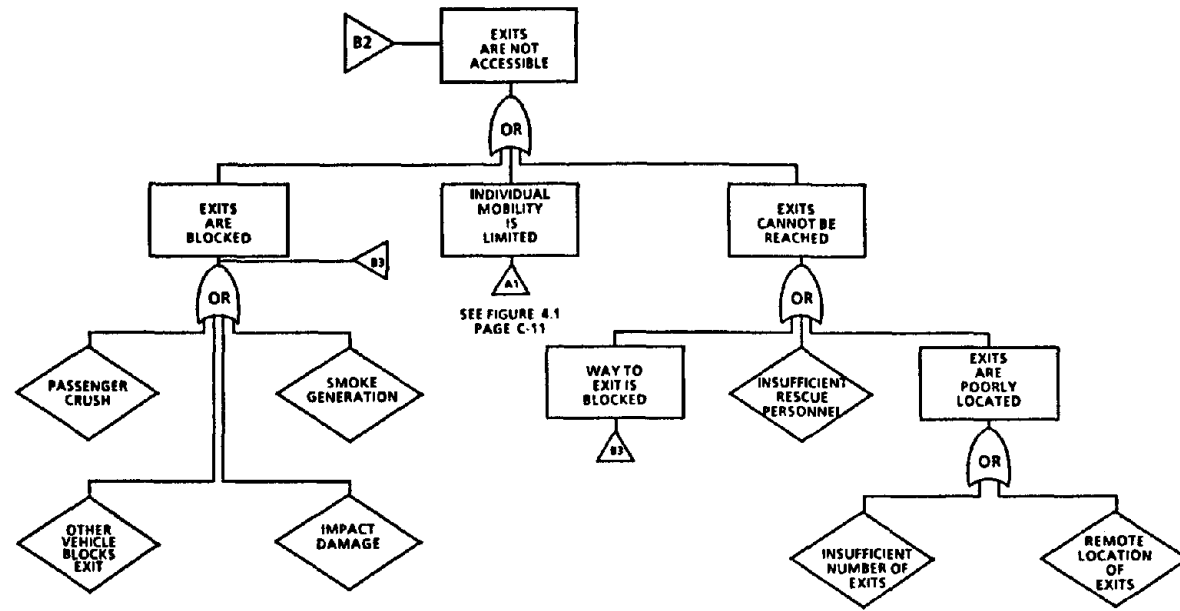 B2
EXITS
ARE NOT
ACCESSIBLE
OR
EXITS
ARE
BLOCKED
INDIVIDUAL
MOBILITY
IS
LIMITED
EXITS
CANNOT BE
REACHED
B3
OR
A1
SEE FIGURE 4.1
PAGE C-11
OR
PASSENGER
CRUSH
SMOKE
GENERATION
WAY TO
EXIT IS
BLOCKED
INSUFFICIENT
RESCUE
PERSONNEL
EXITS
ARE
POORLY
LOCATED
B3
OR
OTHER
VEHICLE
BLOCKS
EXIT
IMPACT
DAMAGE
INSUFFICIENT
NUMBER OF
EXITS
REMOTE
LOCATION
OF
EXITS